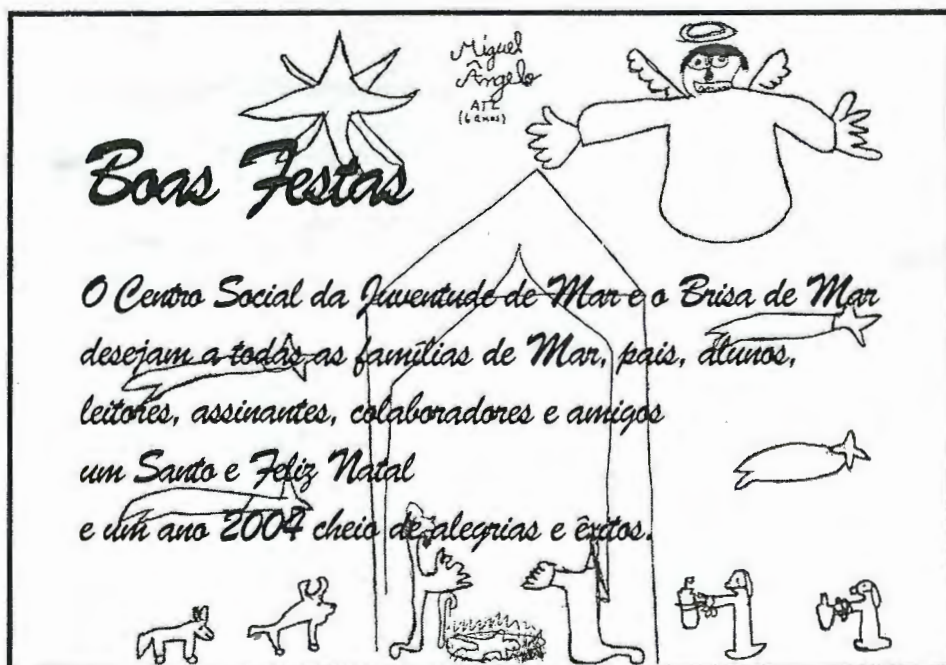 Miguel
Ângelo
ATL
(6 anos)
Boas Festas
O Centro Social da Juventude de Mar e o Brisa de Mar
desejam a todas as famílias de Mar, pais, alunos,
leitores, assinantes, colaboradores e amigos
um Santo e Feliz Natal
e um ano 2004 cheio de alegrias e êxitos.